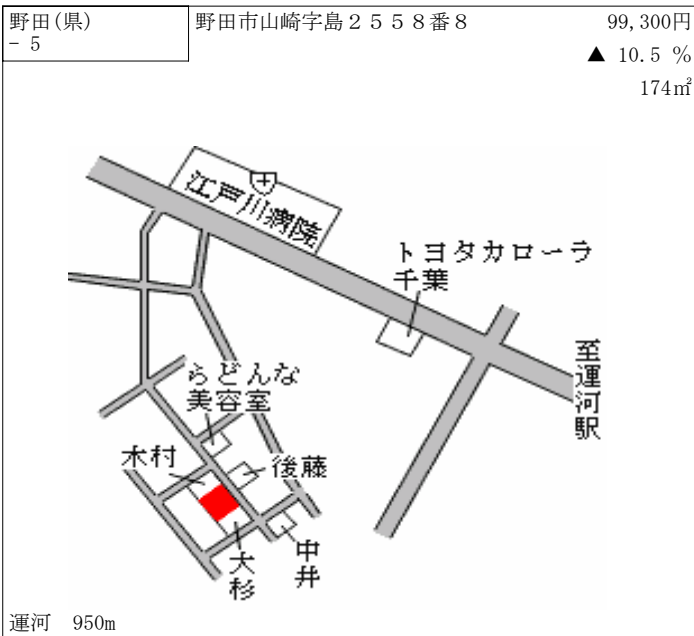 野田(県)
- 5
野田市山崎字島２５５８番８
99,300円
▲ 10.5 %
174㎡
江戸川病院
トヨタカローラ
千葉
至運河駅
らどんな
美容室
木村
後藤
大杉
中井
運河　950m